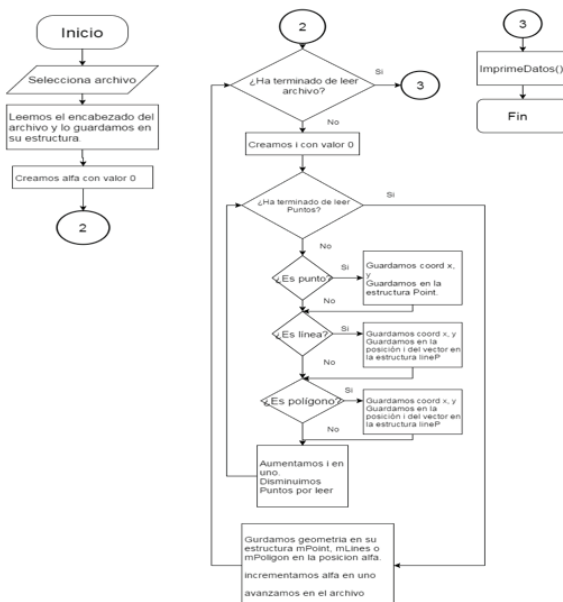 Inicio
Selecciona archivo
Leemos el encabezado del
archivo y lo guardamos en
su estructura.
Creamos alfa con valor 0
2
2
¿Ha terminado de leer
archivo?
Si
3
No
Creamos i con valor 0
¿Ha terminado de leer
Puntos?
Si
No
¿Es punto?
Si
Guardamos coord x,
y
Guardamos en la
estructura Point.
No
¿Es línea?
Si
Guardamos coord x, y
Guardamos en la
posición i del vector en
la estructura lineP
No
¿Es polígono?
Si
Guardamos coord x, y
Guardamos en la
posición i del vector en
la estructura lineP
No
Aumentamos i en
uno.
Disminuimos
Puntos por leer
Gurdamos geometria en su
estructura mPoint, mLines o
mPoligon en la posicion alfa.
incrementamos alfa en uno
avanzamos en el archivo
3
ImprimeDatos()
Fin